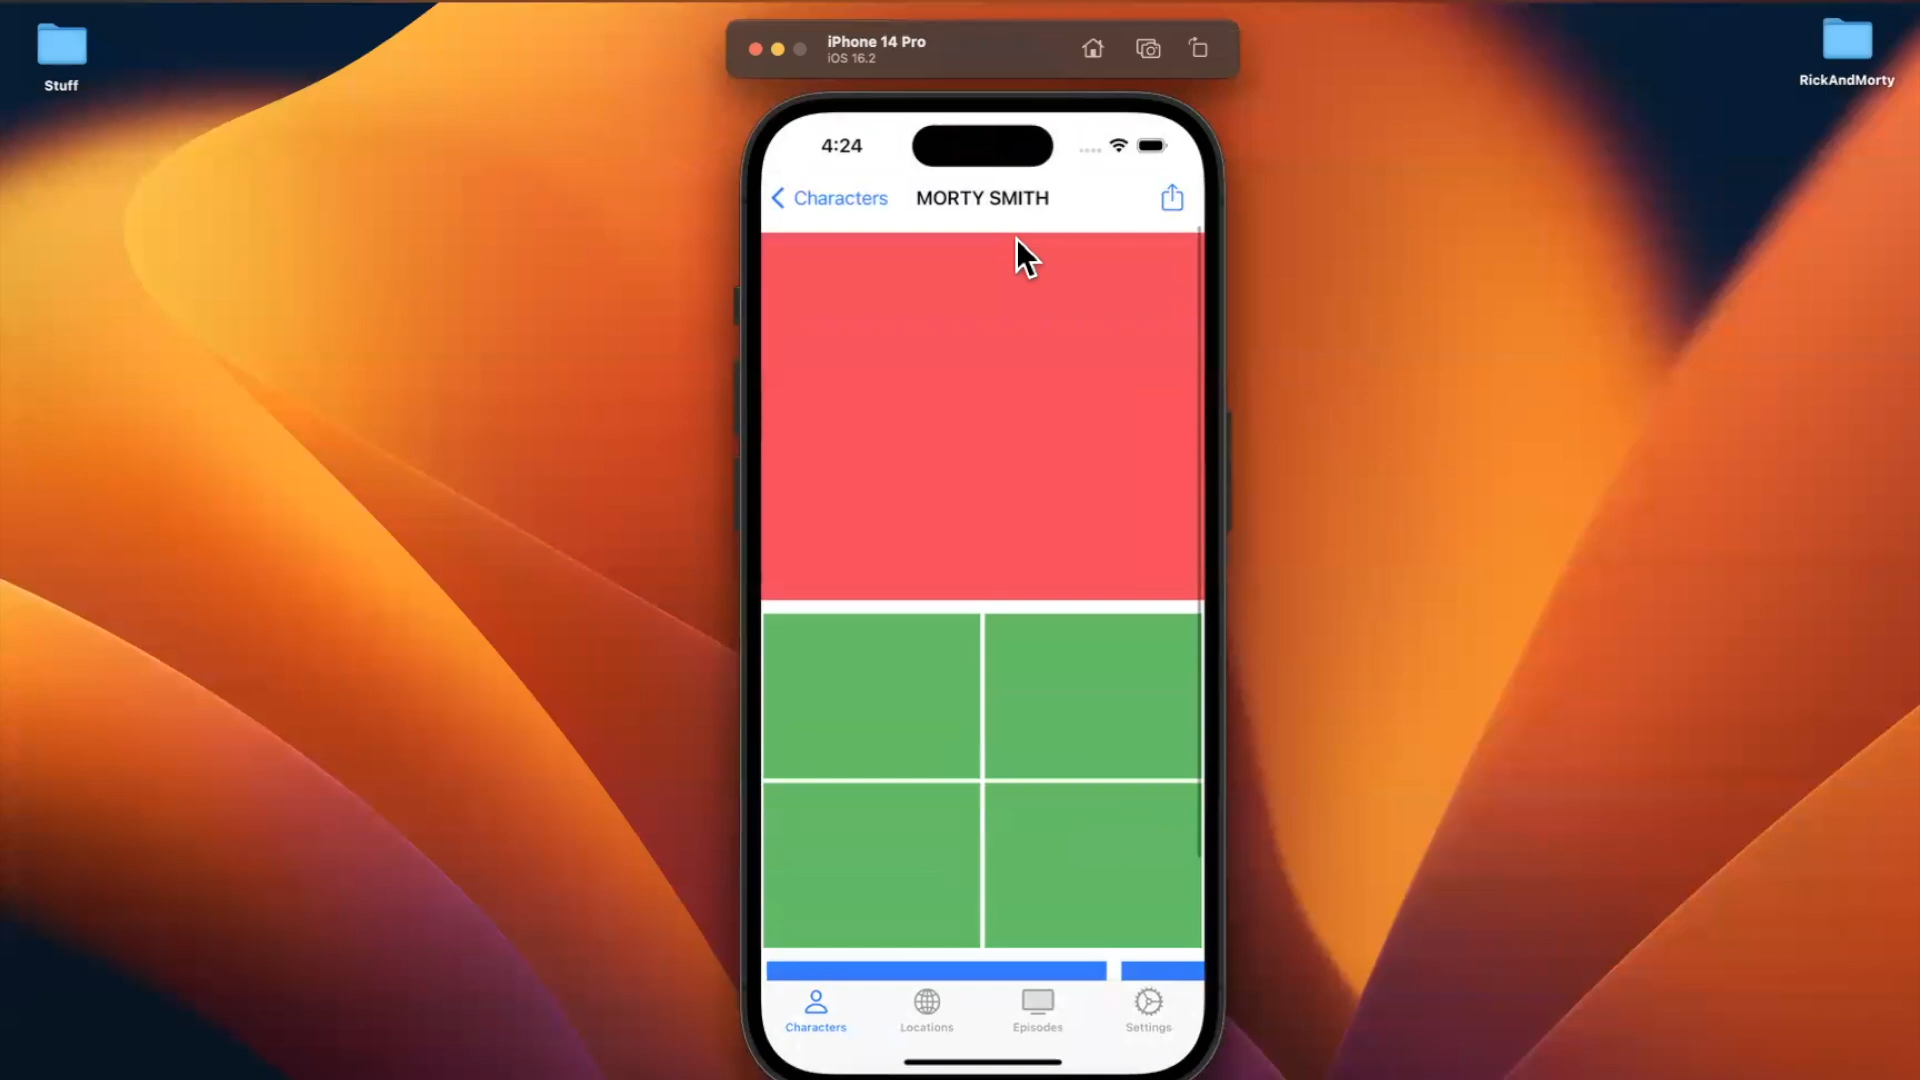 Stuff
iPhone 14 Pro
iOS 16.2
RickAndMorty
4:24
Characters
MORTY SMITH
Characters
Locations
Episodes
Settings